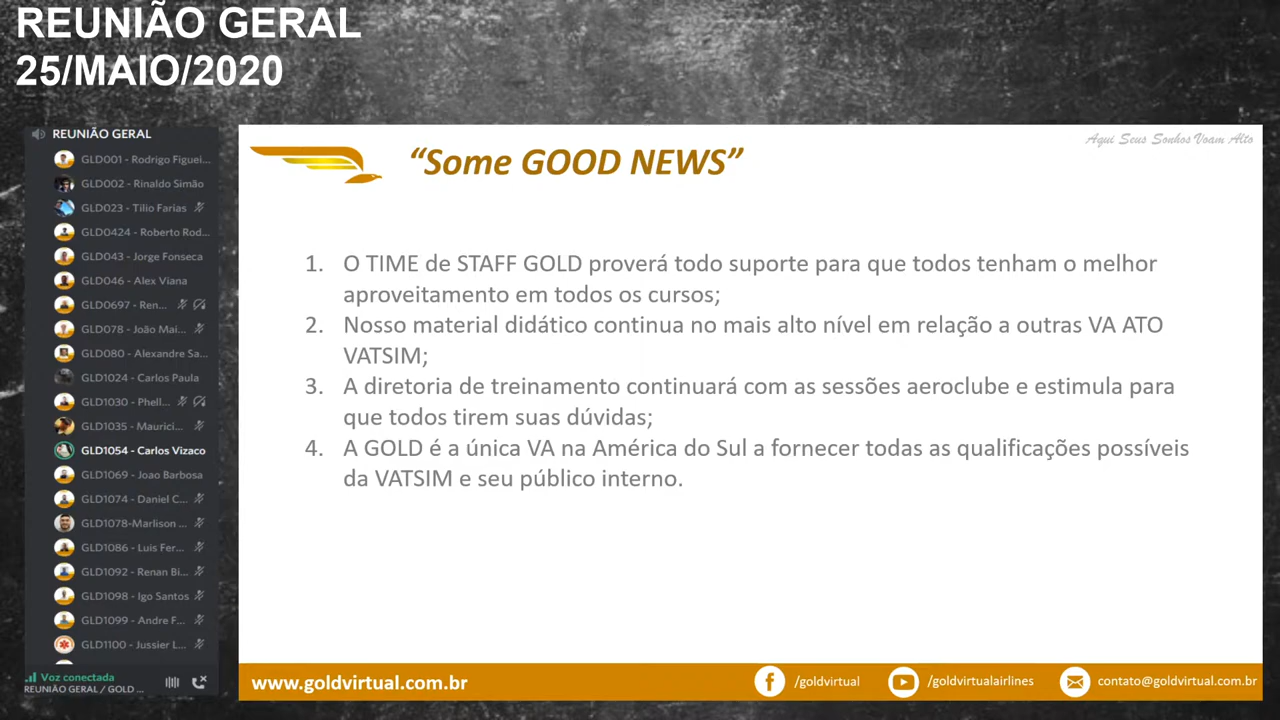 REUNIÃO GERAL
25/MAIO/2020
REUNIÃO GERAL
GLD001 - Rodrigo Figuei...
GLD002 - Rinaldo Simão
GLD023 - Tilio Farias
GLD0424 - Roberto Rod...
GLD043 - Jorge Fonseca
GLD046 - Alex Viana
GLD0697 - Ren...
GLD078 - João Mai...
GLD080 - Alexandre Sa...
GLD1024 - Carlos Paula
GLD1030 - Phell...
GLD1035 - Maurici...
GLD1054 - Carlos Vizaco
GLD1069 - Joao Barbosa
GLD1074 - Daniel C...
GLD1078-Marlison ...
GLD1086 - Luis Fer...
GLD1092 - Renan Bi...
GLD1098 - Igo Santos
GLD1099 - Andre F...
GLD1100 - Jussier L...
Voz conectada
REUNIÃO GERAL / GOLD ...
Aqui Seus Sonhos Voam Alto
“Some GOOD NEWS”
1. O TIME de STAFF GOLD proverá todo suporte para que todos tenham o melhor
aproveitamento em todos os cursos;
2. Nosso material didático continua no mais alto nível em relação a outras VA ATO
VATSIM;
3. A diretoria de treinamento continuará com as sessões aeroclube e estimula para
que todos tirem suas dúvidas;
4. A GOLD é a única VA na América do Sul a fornecer todas as qualificações possíveis
da VATSIM e seu público interno.
www.goldvirtual.com.br
/goldvirtual
/goldvirtualairlines
contato@goldvirtual.com.br